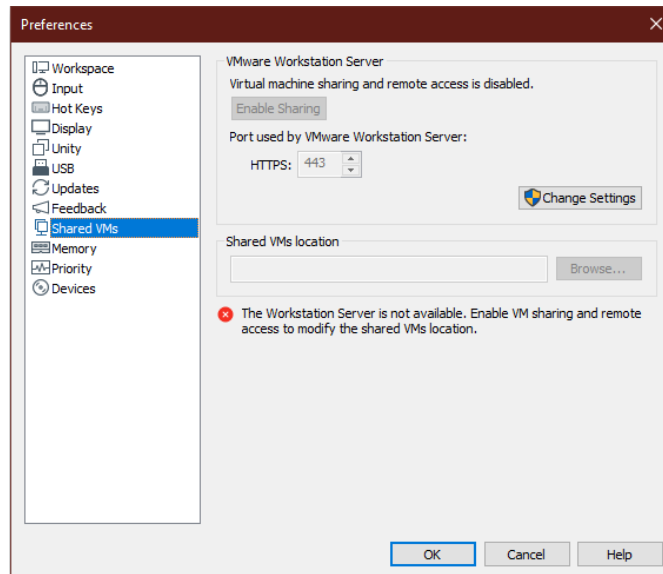 Preferences
Workspace
Input
Hot Keys
Display
Unity
USB
Updates
Feedback
Shared VMs
Memory
Priority
Devices
VMware Workstation Server
Virtual machine sharing and remote access is disabled.
Enable Sharing
Port used by VMware Workstation Server:
HTTPS: 443
Change Settings
Shared VMs location
Browse...
The Workstation Server is not available. Enable VM sharing and remote
access to modify the shared VMs location.
OK Cancel Help